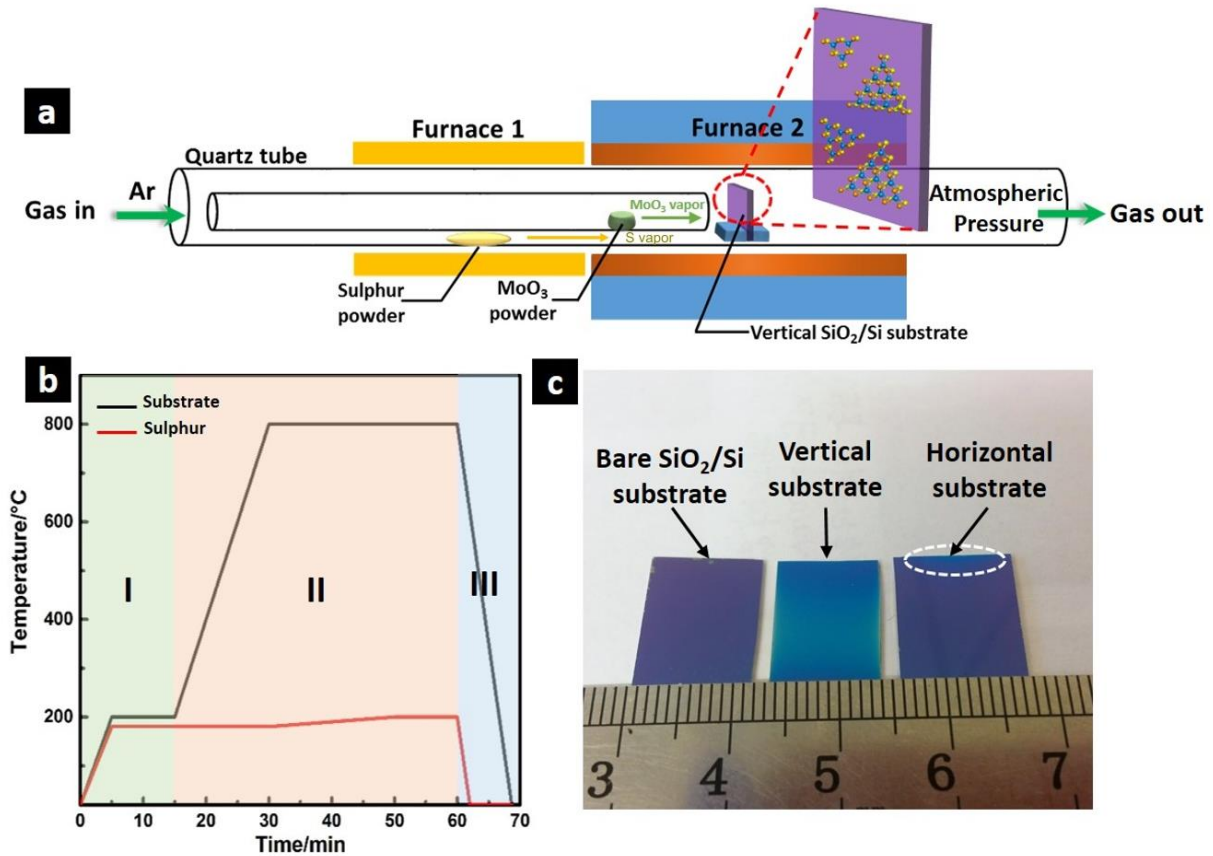 a
Furnace 1
Furnace 2
Quartz tube
Ar
Gas in
MoO₃ vapor
S vapor
Atmospheric
Pressure
Gas out
Sulphur
powder
MoO₃
powder
Vertical SiO₂/Si substrate
b
Substrate
Sulphur
I
II
III
Temperature/°C
800
600
400
200
0 10 20 30 40 50 60 70
Time/min
c
Bare SiO₂/Si
substrate
Vertical
substrate
Horizontal
substrate
3 4 5 6 7